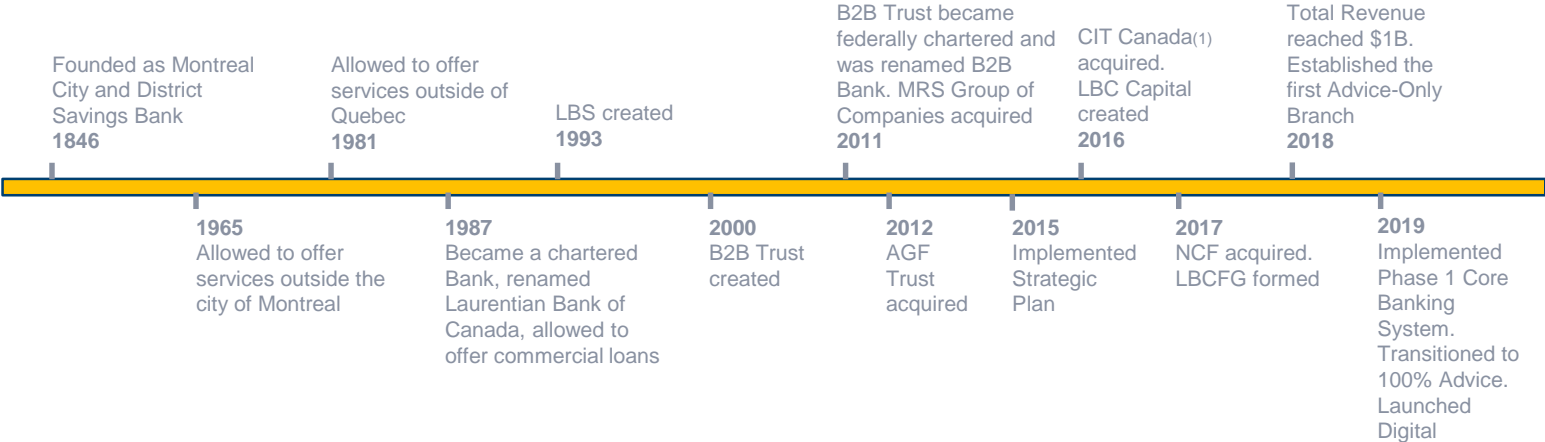 Founded as Montreal
City and District
Savings Bank
1846
Allowed to offer
services outside of
Quebec
1981
LBS created
1993
B2B Trust became
federally chartered and
was renamed B2B
Bank. MRS Group of
Companies acquired
2011
CIT Canada(1)
acquired.
LBC Capital
created
2016
Total Revenue
reached $1B.
Established the
first Advice-Only
Branch
2018
1965
Allowed to offer
services outside the
city of Montreal
1987
Became a chartered
Bank, renamed
Laurentian Bank of
Canada, allowed to
offer commercial loans
2000
B2B Trust
created
2012
AGF
Trust
acquired
2015
Implemented
Strategic
Plan
2017
NCF acquired.
LBCFG formed
2019
Implemented
Phase 1 Core
Banking
System.
Transitioned to
100% Advice.
Launched
Digital